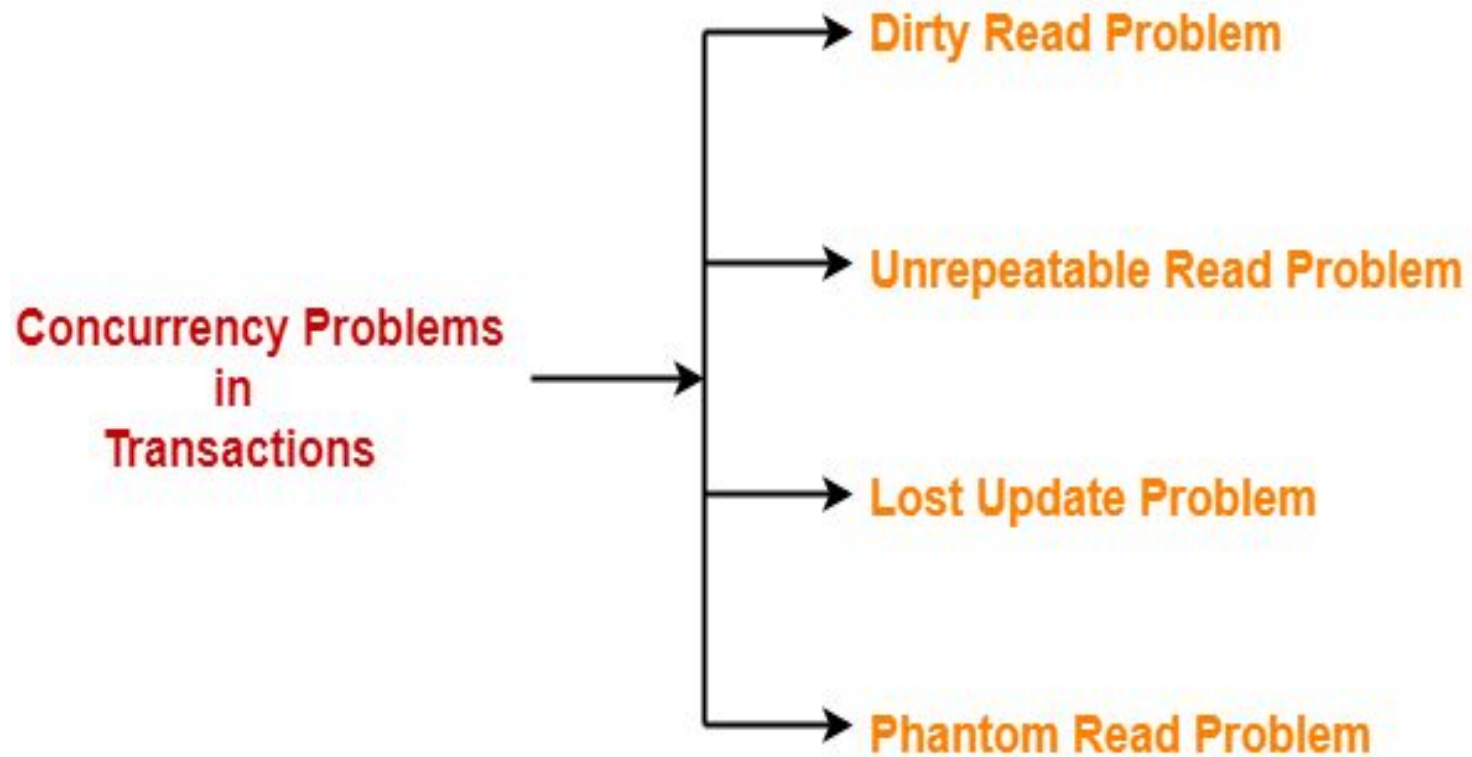 Concurrency Problems
in
Transactions
Dirty Read Problem
Unrepeatable Read Problem
Lost Update Problem
Phantom Read Problem